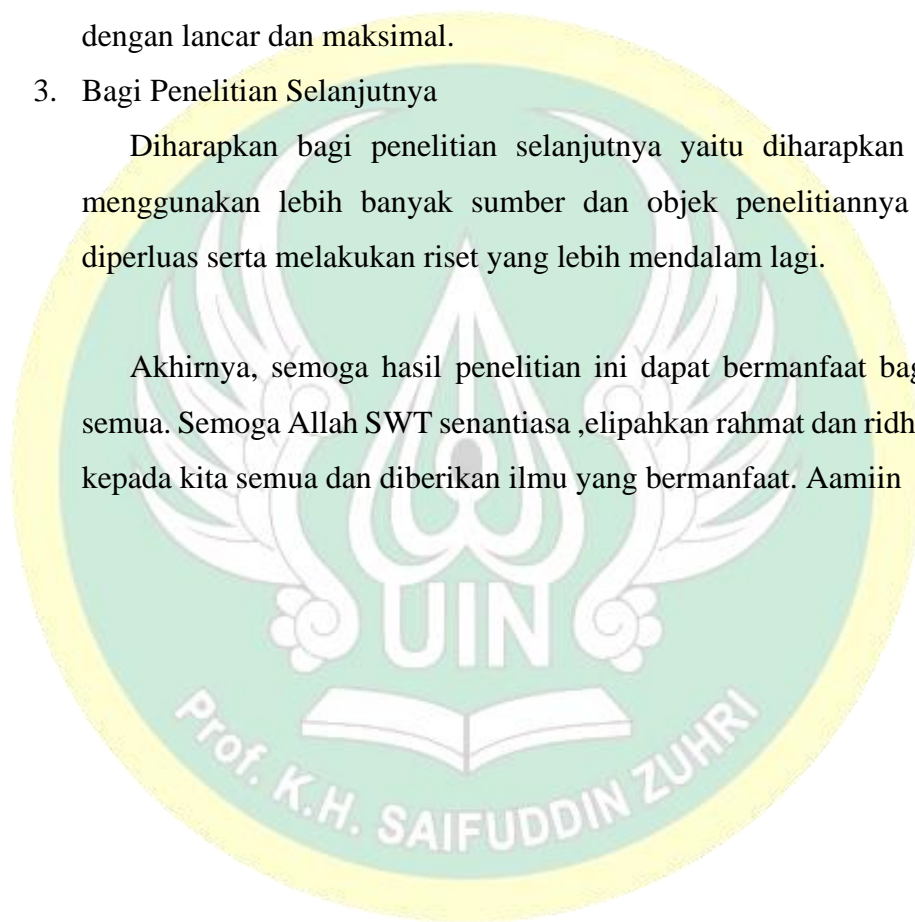 dengan lancar dan maksimal.
3. Bagi Penelitian Selanjutnya
Diharapkan bagi penelitian selanjutnya yaitu diharapkan
menggunakan lebih banyak sumber dan objek penelitiannya
diperluas serta melakukan riset yang lebih mendalam lagi.
Akhirnya, semoga hasil penelitian ini dapat bermanfaat bag
semua. Semoga Allah SWT senantiasa ,elipahkan rahmat dan ridh
kepada kita semua dan diberikan ilmu yang bermanfaat. Aamiin
UIN
Prof. K.H. SAIFUDDIN ZUHRI